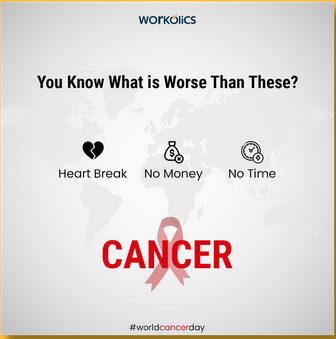 WORKOLiCS
You Know What is Worse Than These?
Heart Break No Money No Time
CANCER
#worldcancerday